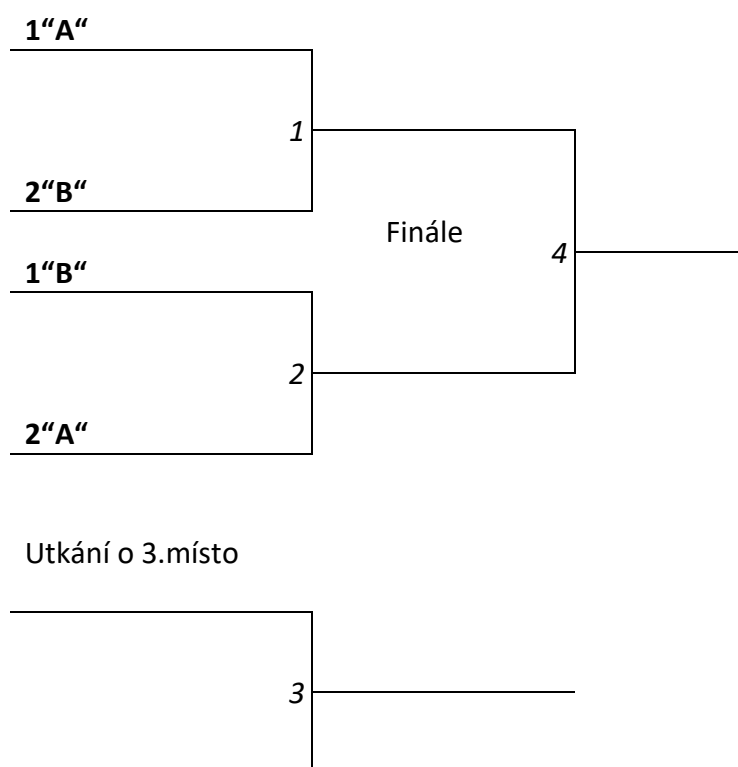 1“A“
1
2“B“
Finále
4
1“B“
2
2“A“
Utkání o 3.místo
3